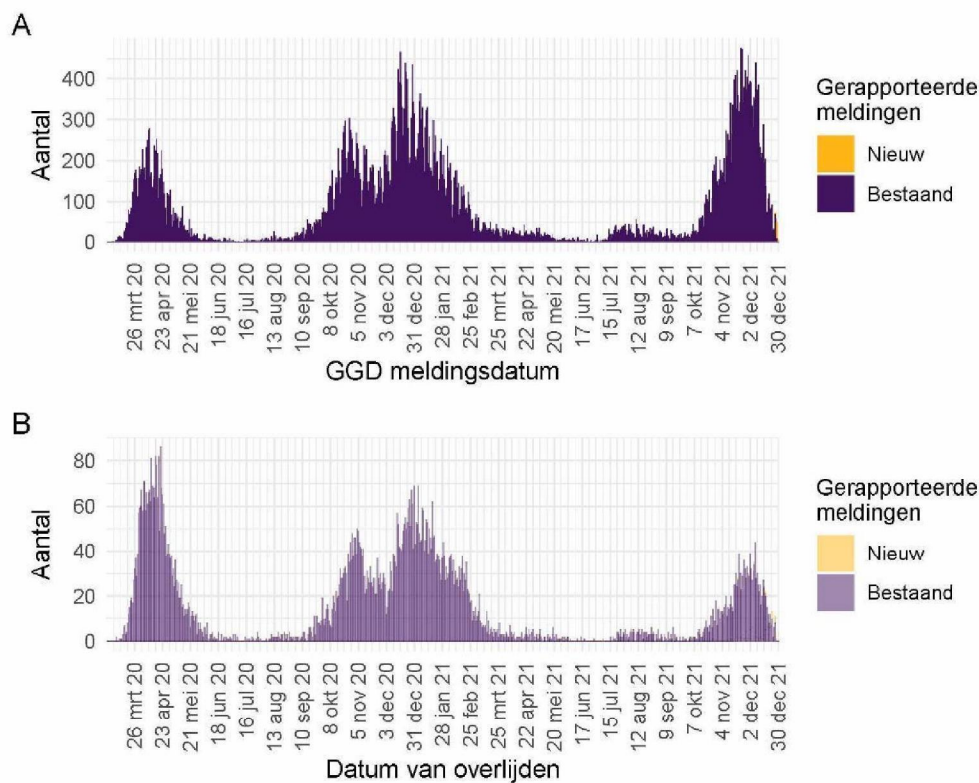 A
400
300
200
100
0
Aantal
26 mrt 20
23 apr 20
21 mei 20
18 jun 20
16 jul 20
13 aug 20
10 sep 20
8 okt 20
5 nov 20
3 dec 20
31 dec 20
28 jan 21
25 feb 21
25 mrt 21
22 apr 21
20 mei 21
17 jun 21
15 jul 21
12 aug 21
9 sep 21
7 okt 21
4 nov 21
2 dec 21
30 dec 21
GGD meldingsdatum
Gerapporteerde
meldingen
Nieuw
Bestaand
B
80
60
40
20
0
Aantal
26 mrt 20
23 apr 20
21 mei 20
18 jun 20
16 jul 20
13 aug 20
10 sep 20
8 okt 20
5 nov 20
3 dec 20
31 dec 20
28 jan 21
25 feb 21
25 mrt 21
22 apr 21
20 mei 21
17 jun 21
15 jul 21
12 aug 21
9 sep 21
7 okt 21
4 nov 21
2 dec 21
30 dec 21
Datum van overlijden
Gerapporteerde
meldingen
Nieuw
Bestaand